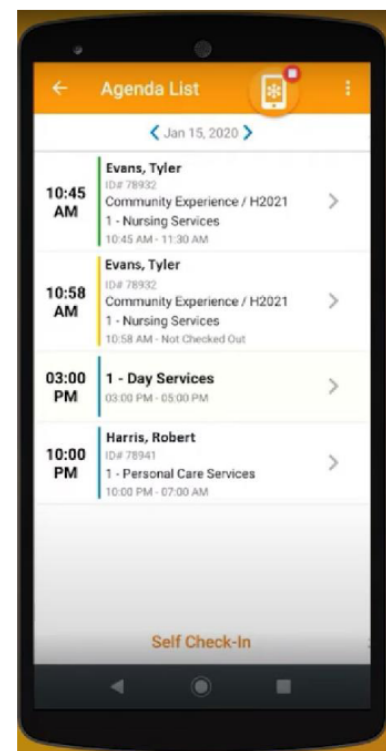 Agenda List
Jan 15, 2020
10:45 AM
Evans, Tyler
ID# 78932
Community Experience / H2021
1 - Nursing Services
10:45 AM - 11:30 AM
10:58 AM
Evans, Tyler
ID# 78932
Community Experience / H2021
1 - Nursing Services
10:58 AM - Not Checked Out
03:00 PM
1 - Day Services
03:00 PM - 05:00 PM
10:00 PM
Harris, Robert
ID# 78941
1 - Personal Care Services
10:00 PM - 07:00 AM
Self Check-In